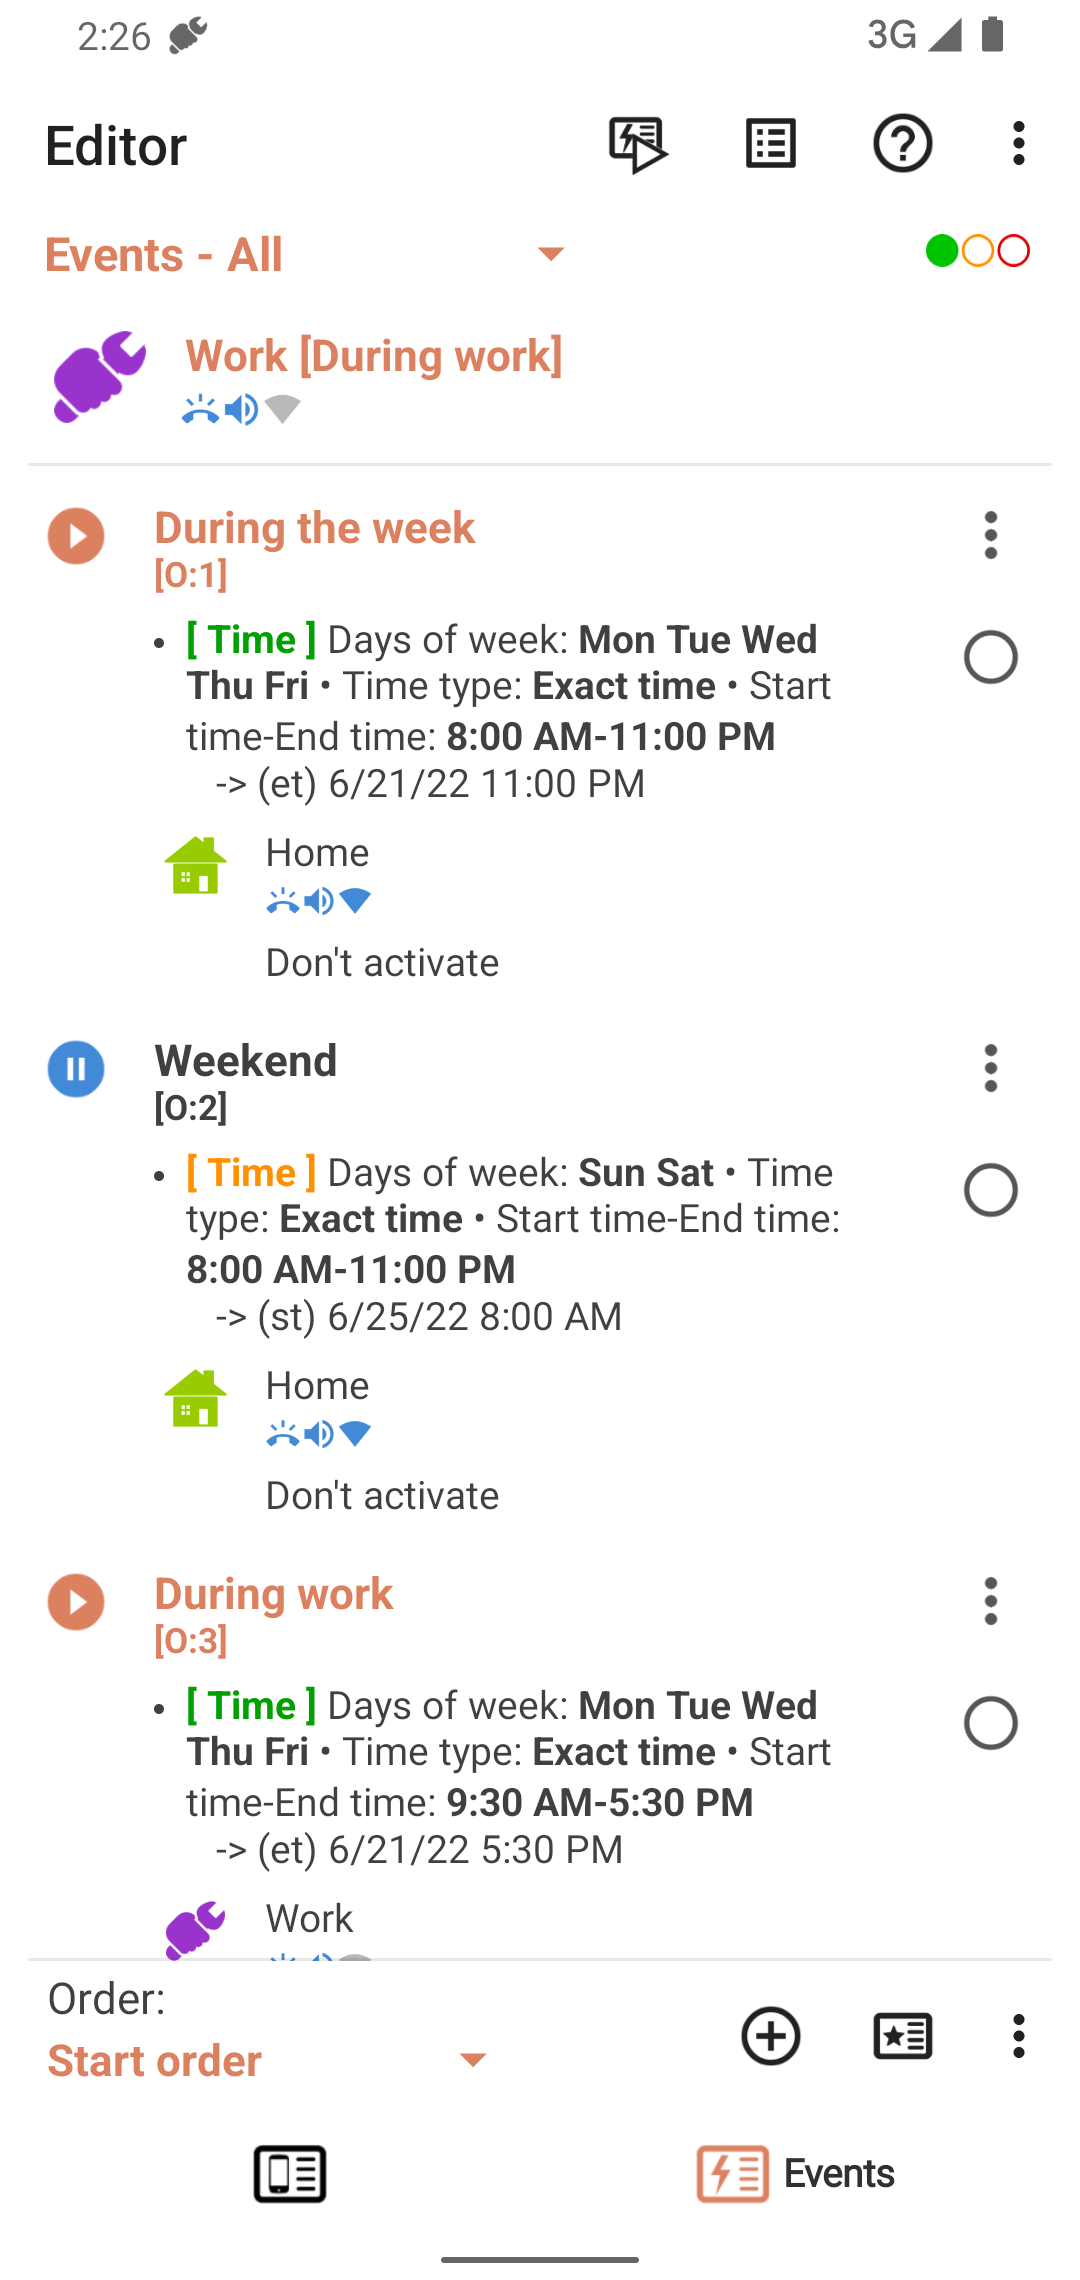 2:26
3G
Editor
Events - All
Work [During work]
During the week
[O:1]
• [ Time ] Days of week: Mon Tue Wed
Thu Fri • Time type: Exact time • Start
time-End time: 8:00 AM-11:00 PM
-> (et) 6/21/22 11:00 PM
Home
Don't activate
Weekend
[O:2]
• [ Time ] Days of week: Sun Sat • Time
type: Exact time • Start time-End time:
8:00 AM-11:00 PM
-> (st) 6/25/22 8:00 AM
Home
Don't activate
During work
[O:3]
• [ Time ] Days of week: Mon Tue Wed
Thu Fri • Time type: Exact time • Start
time-End time: 9:30 AM-5:30 PM
-> (et) 6/21/22 5:30 PM
Work
Order:
Start order
Events